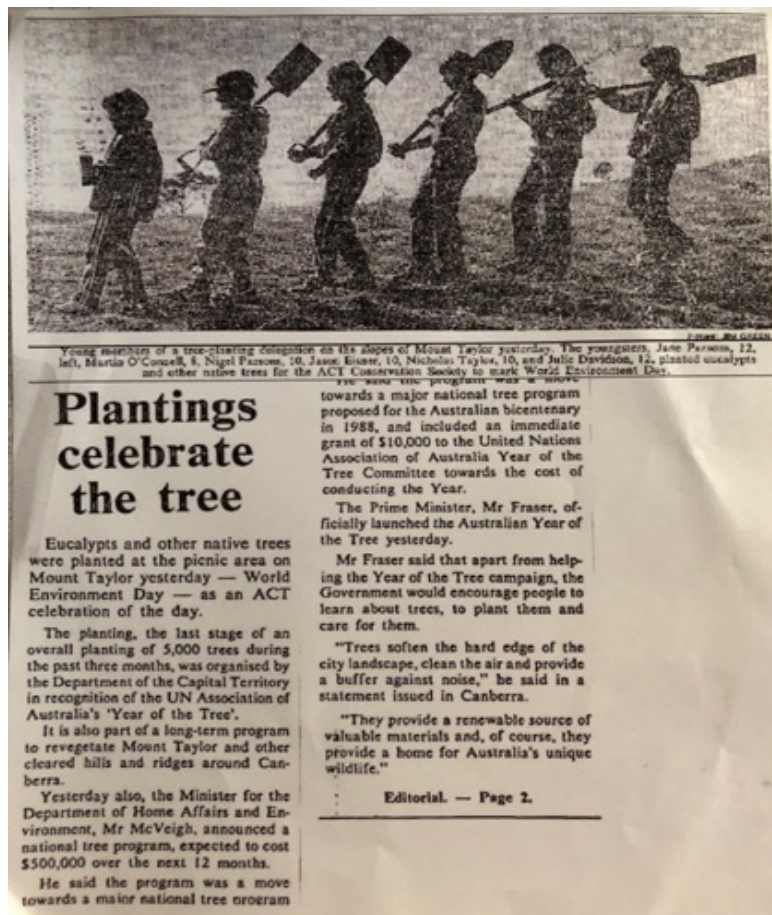 Photo: IAN GREEN
Young members of a tree-planting delegation on the slopes of Mount Taylor yesterday. The youngsters, Jane Parsons, 12,
left, Martin O'Connell, 8, Nigel Parsons, 10, Jason Eisner, 10, Nicholas Taylor, 10, and Julie Davidson, 12, planted eucalypts
and other native trees for the ACT Conservation Society to mark World Environment Day.
Plantings
celebrate
the tree
Eucalypts and other native trees
were planted at the picnic area on
Mount Taylor yesterday — World
Environment Day — as an ACT
celebration of the day.
The planting, the last stage of an
overall planting of 5,000 trees during
the past three months, was organised by
the Department of the Capital Territory
in recognition of the UN Association of
Australia's 'Year of the Tree'.
It is also part of a long-term program
to revegetate Mount Taylor and other
cleared hills and ridges around Can-
berra.
Yesterday also, the Minister for the
Department of Home Affairs and En-
vironment, Mr McVeigh, announced a
national tree program, expected to cost
$500,000 over the next 12 months.
He said the program was a move
towards a major national tree program
He said the program was a move
towards a major national tree program
proposed for the Australian bicentenary
in 1988, and included an immediate
grant of $10,000 to the United Nations
Association of Australia Year of the
Tree Committee towards the cost of
conducting the Year.
The Prime Minister, Mr Fraser, of-
ficially launched the Australian Year of
the Tree yesterday.
Mr Fraser said that apart from help-
ing the Year of the Tree campaign, the
Government would encourage people to
learn about trees, to plant them and
care for them.
"Trees soften the hard edge of the
city landscape, clean the air and provide
a buffer against noise," he said in a
statement issued in Canberra.
"They provide a renewable source of
valuable materials and, of course, they
provide a home for Australia's unique
wildlife."
Editorial. — Page 2.